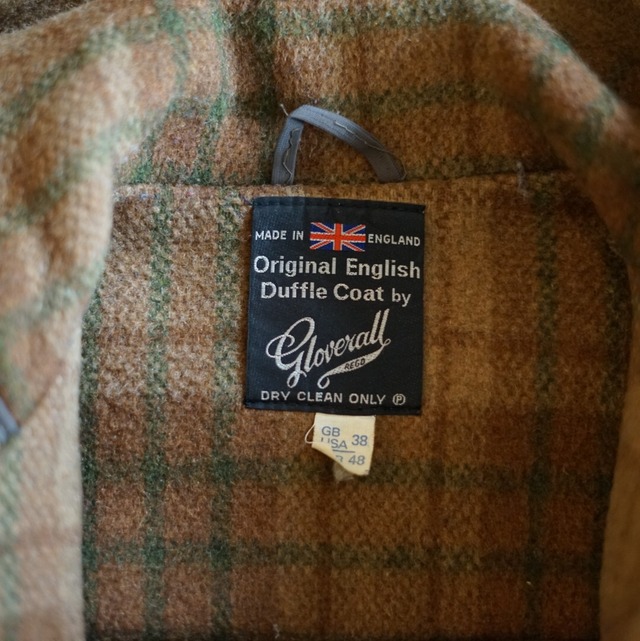 MADE IN ENGLAND
Original English
Duffle Coat by
Gloverall
REGD
DRY CLEAN ONLY Ⓟ
GB
USA 38
48